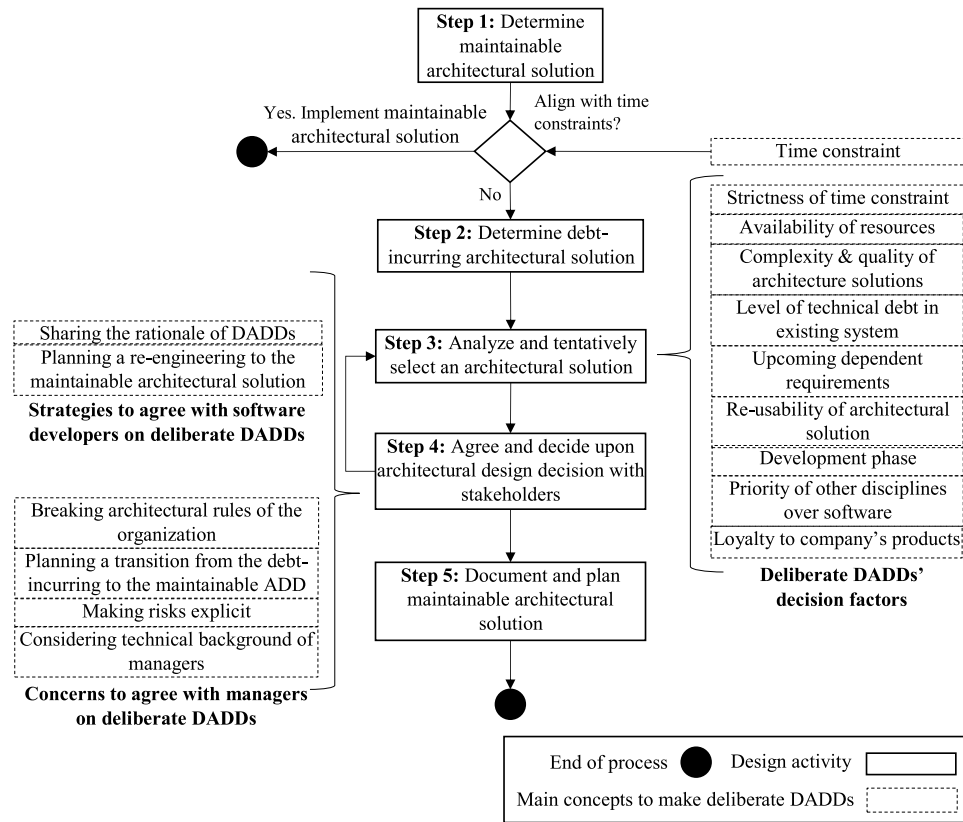 Step 1: Determine
maintainable
architectural solution
Yes. Implement maintainable
architectural solution
Align with time
constraints?
Time constraint
No
Step 2: Determine debt-
incurring architectural solution
Strictness of time constraint
Availability of resources
Complexity & quality of
architecture solutions
Level of technical debt in
existing system
Upcoming dependent
requirements
Re-usability of architectural
solution
Development phase
Priority of other disciplines
over software
Loyalty to company's products
Deliberate DADDs'
decision factors
Sharing the rationale of DADDs
Planning a re-engineering to the
maintainable architectural solution
Strategies to agree with software
developers on deliberate DADDs
Step 3: Analyze and tentatively
select an architectural solution
Step 4: Agree and decide upon
architectural design decision with
stakeholders
Breaking architectural rules of the
organization
Planning a transition from the debt-
incurring to the maintainable ADD
Making risks explicit
Considering technical background of
managers
Concerns to agree with managers
on deliberate DADDs
Step 5: Document and plan
maintainable architectural
solution
End of process
Design activity
Main concepts to make deliberate DADDs